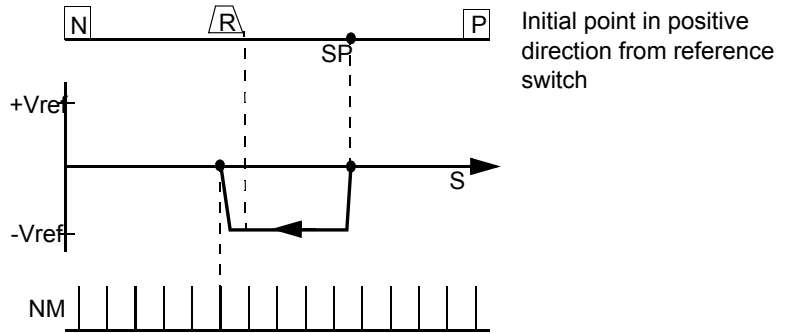 N
R
P
SP
Initial point in positive
direction from reference
switch
+Vref
S
-Vref
NM